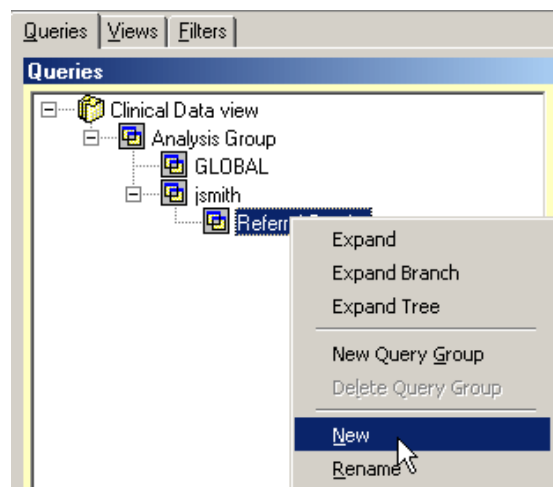 Queries Views Filters
Queries
Clinical Data view
Analysis Group
GLOBAL
jsmith
Expand
Expand Branch
Expand Tree
New Query Group
Delete Query Group
New
Rename